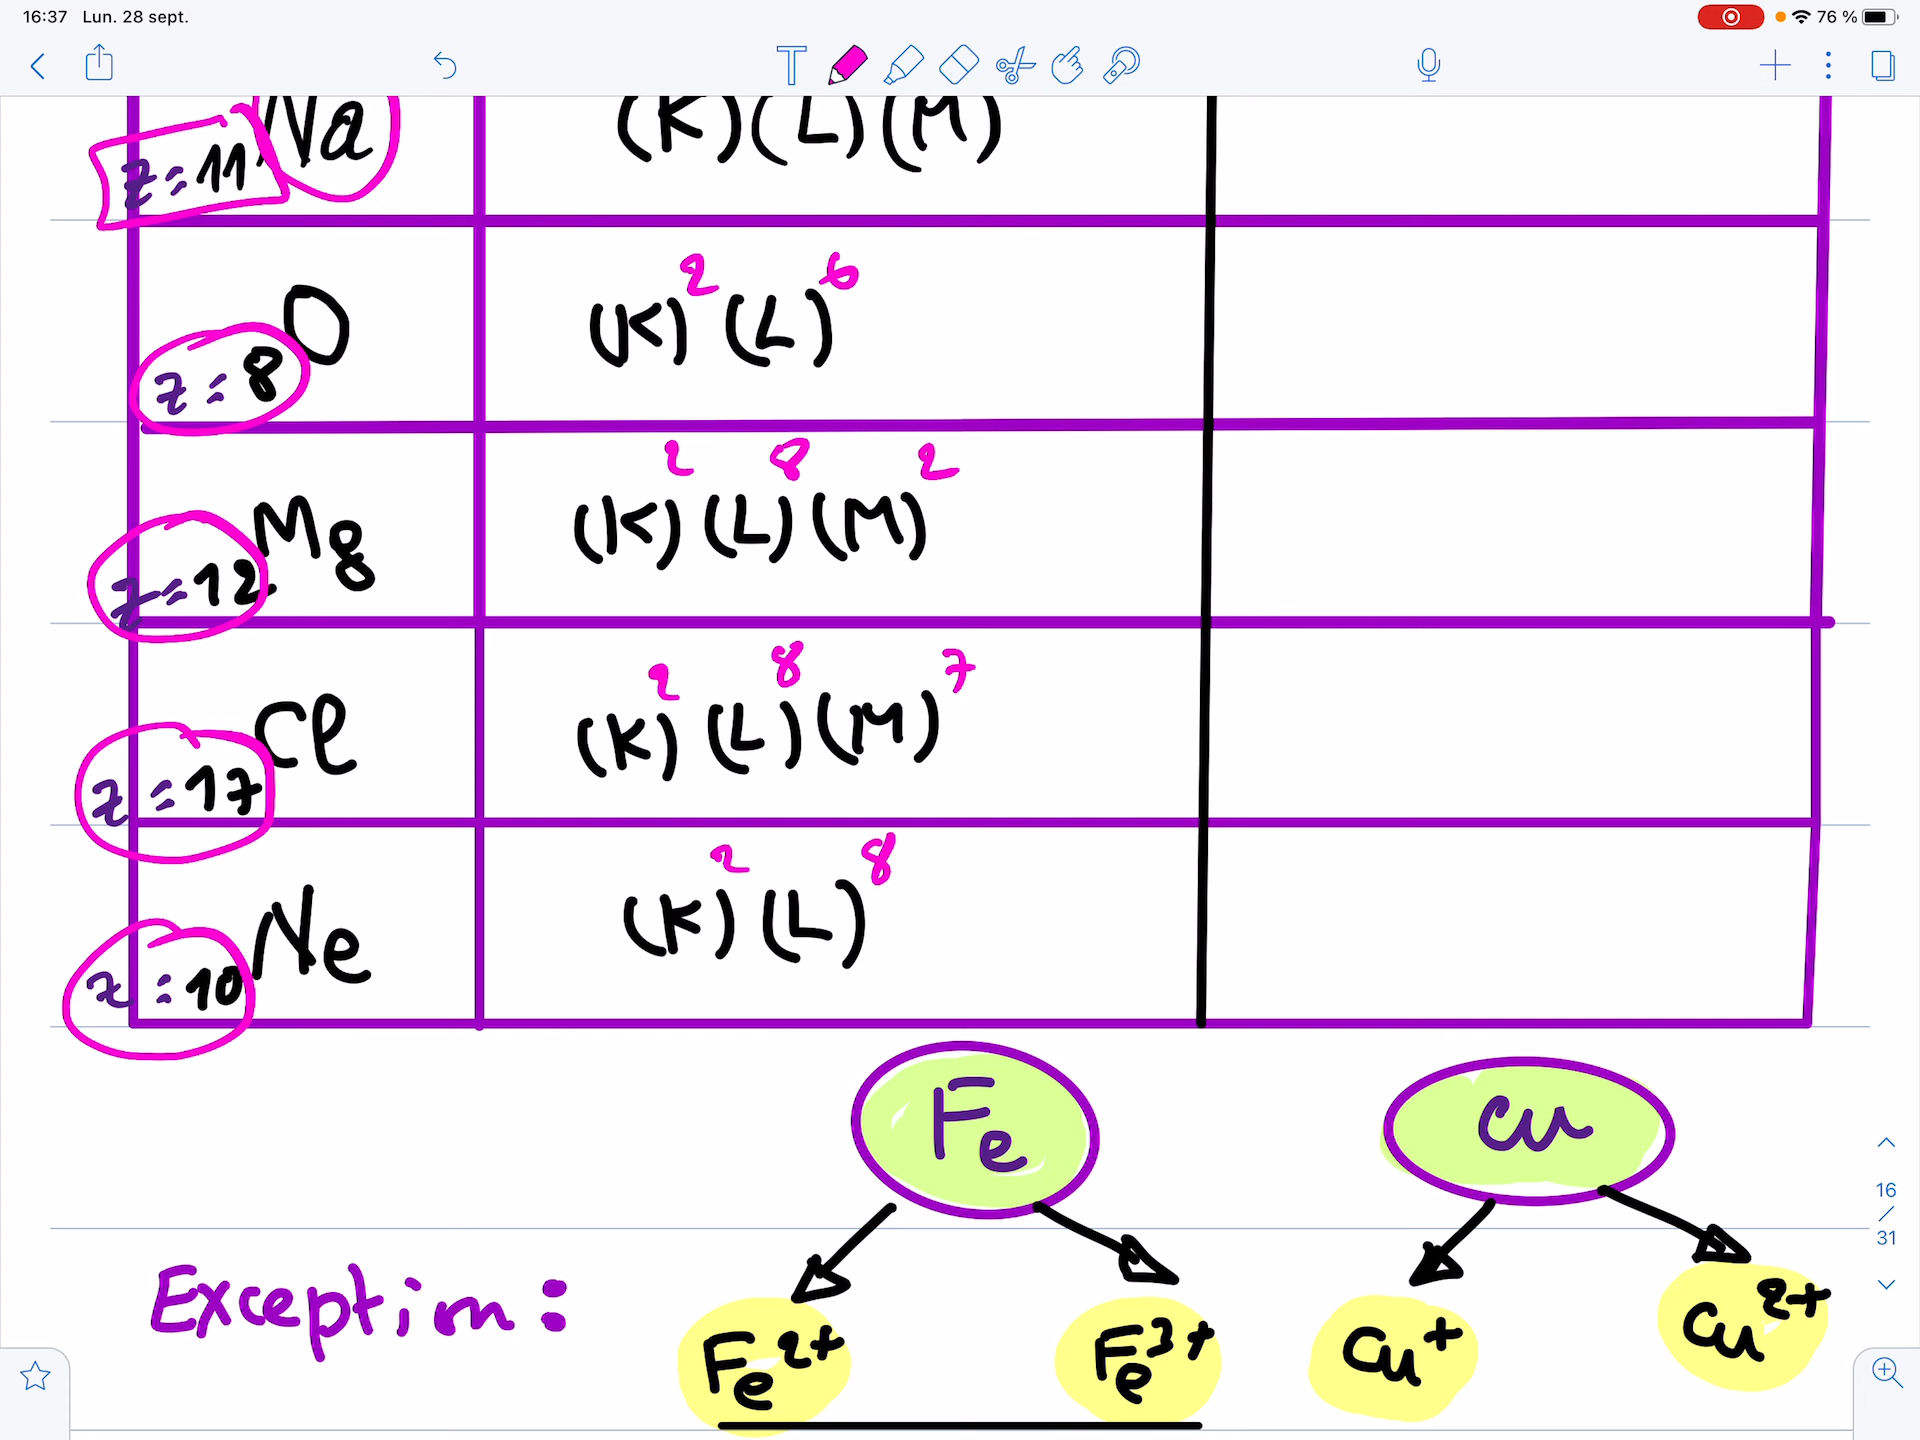 16:37 Lun. 28 sept.
76 %
Na
(K)(L)(M)
z=11
O
(K)² (L)⁶
z=8
Mg
(K)² (L)⁸ (M)²
z=12
Cl
(K)² (L)⁸ (M)⁷
z=17
Ne
(K)² (L)⁸
z=10
Fe
Cu
16
/
31
Exception:
Fe²⁺
Fe³⁺
Cu⁺
Cu²⁺